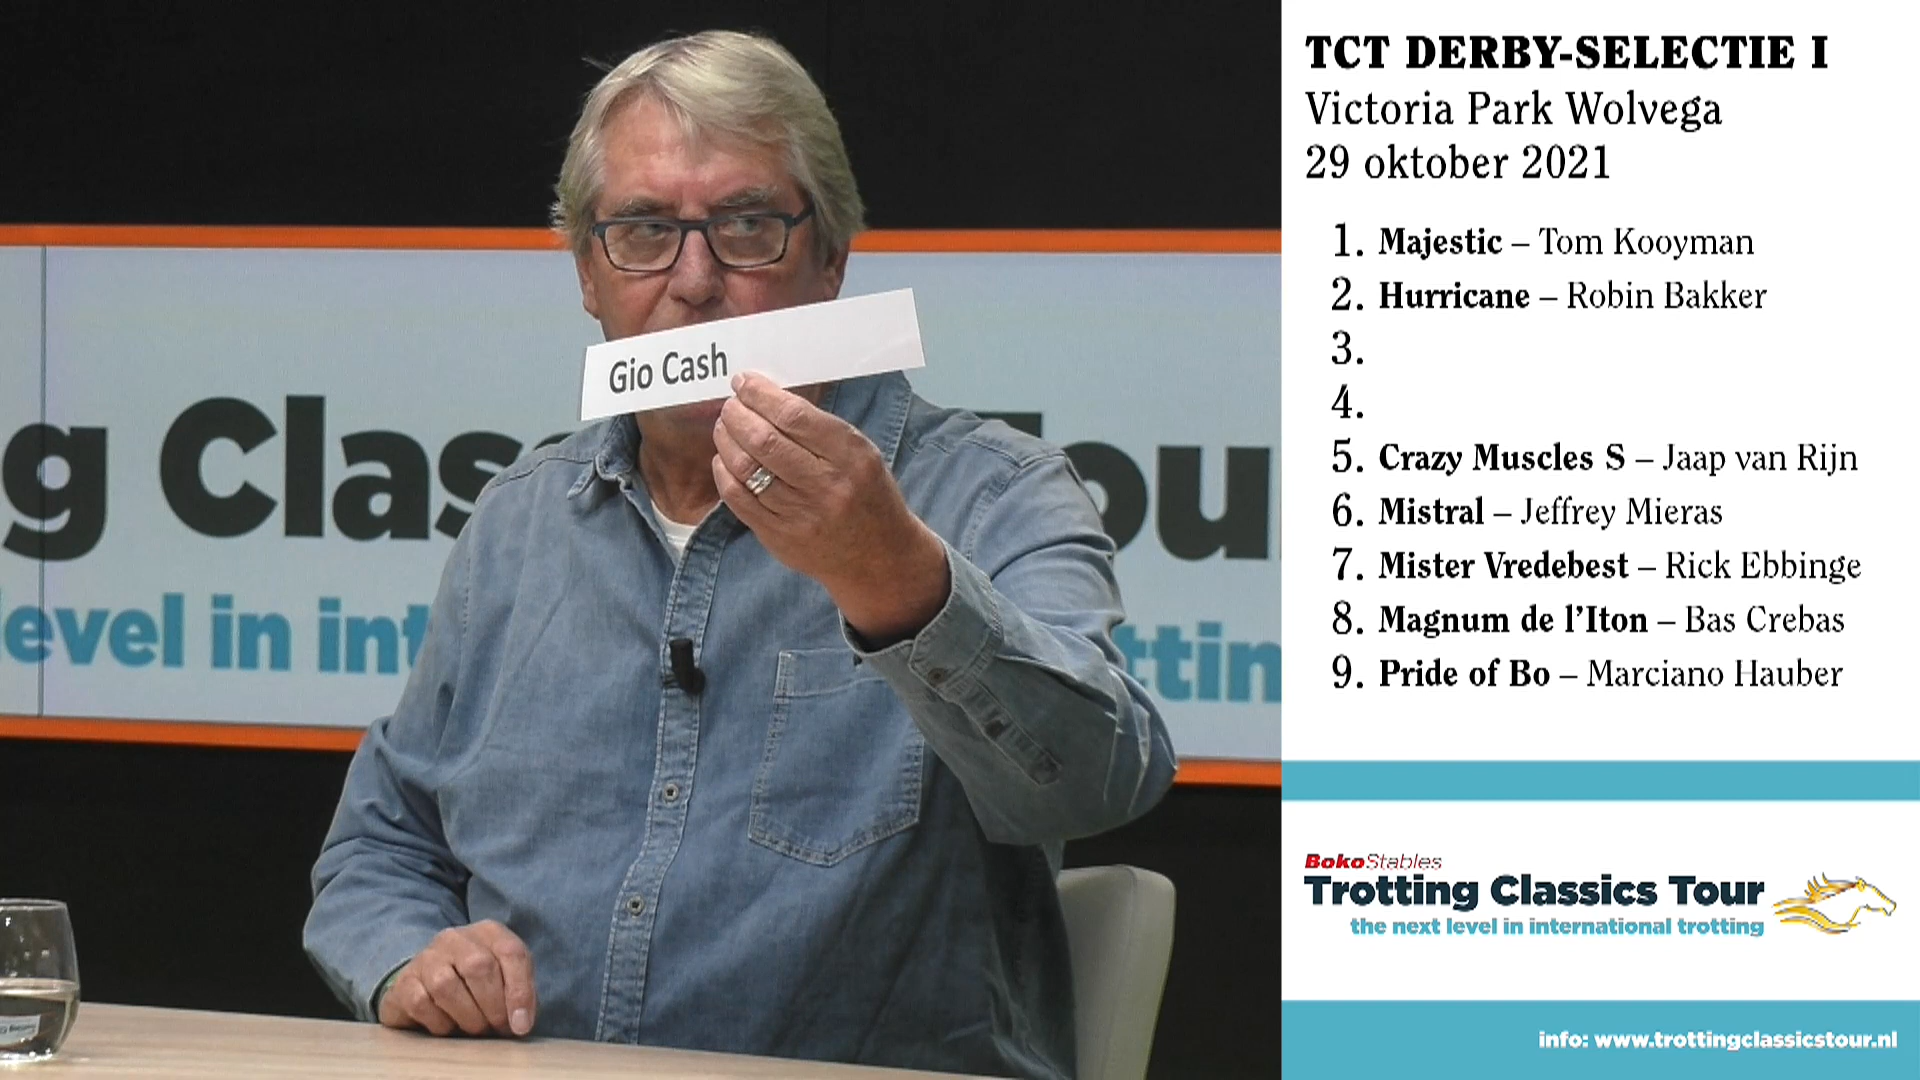 Gio Cash
g Clas
ou
level in int
ttin
TCT DERBY-SELECTIE I
Victoria Park Wolvega
29 oktober 2021
1. Majestic – Tom Kooyman
2. Hurricane – Robin Bakker
3.
4.
5. Crazy Muscles S – Jaap van Rijn
6. Mistral – Jeffrey Mieras
7. Mister Vredebest – Rick Ebbinge
8. Magnum de l'Iton – Bas Crebas
9. Pride of Bo – Marciano Hauber
BokoStables
Trotting Classics Tour
the next level in international trotting
info: www.trottingclassicstour.nl